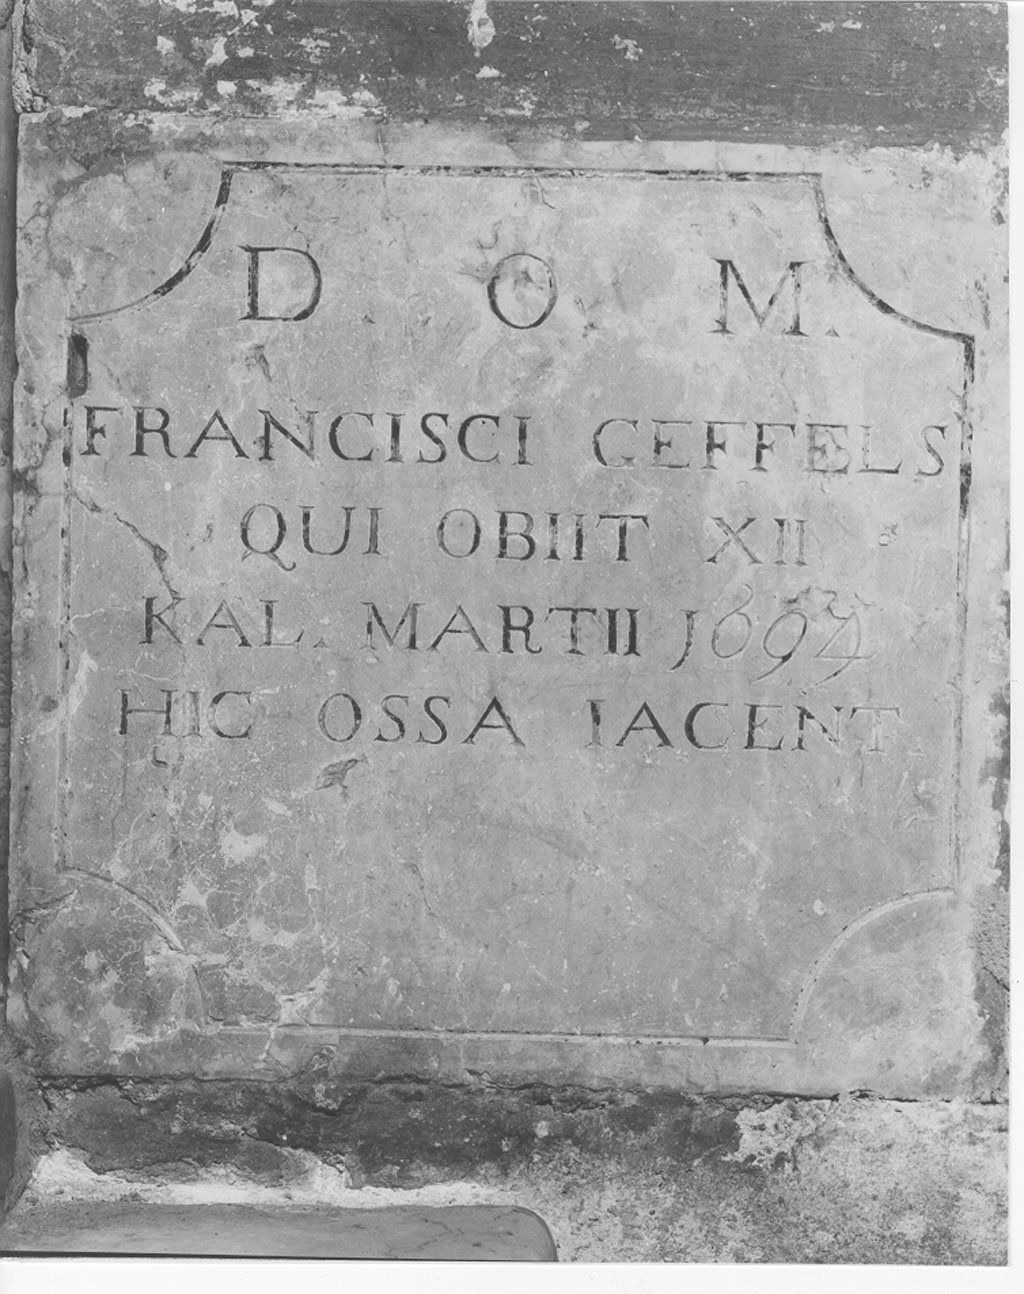 D. O. M.
FRANCISCI GEFFELS
QUI OBIIT XII
KAL. MARTII 1694
HIC OSSA IACENT.